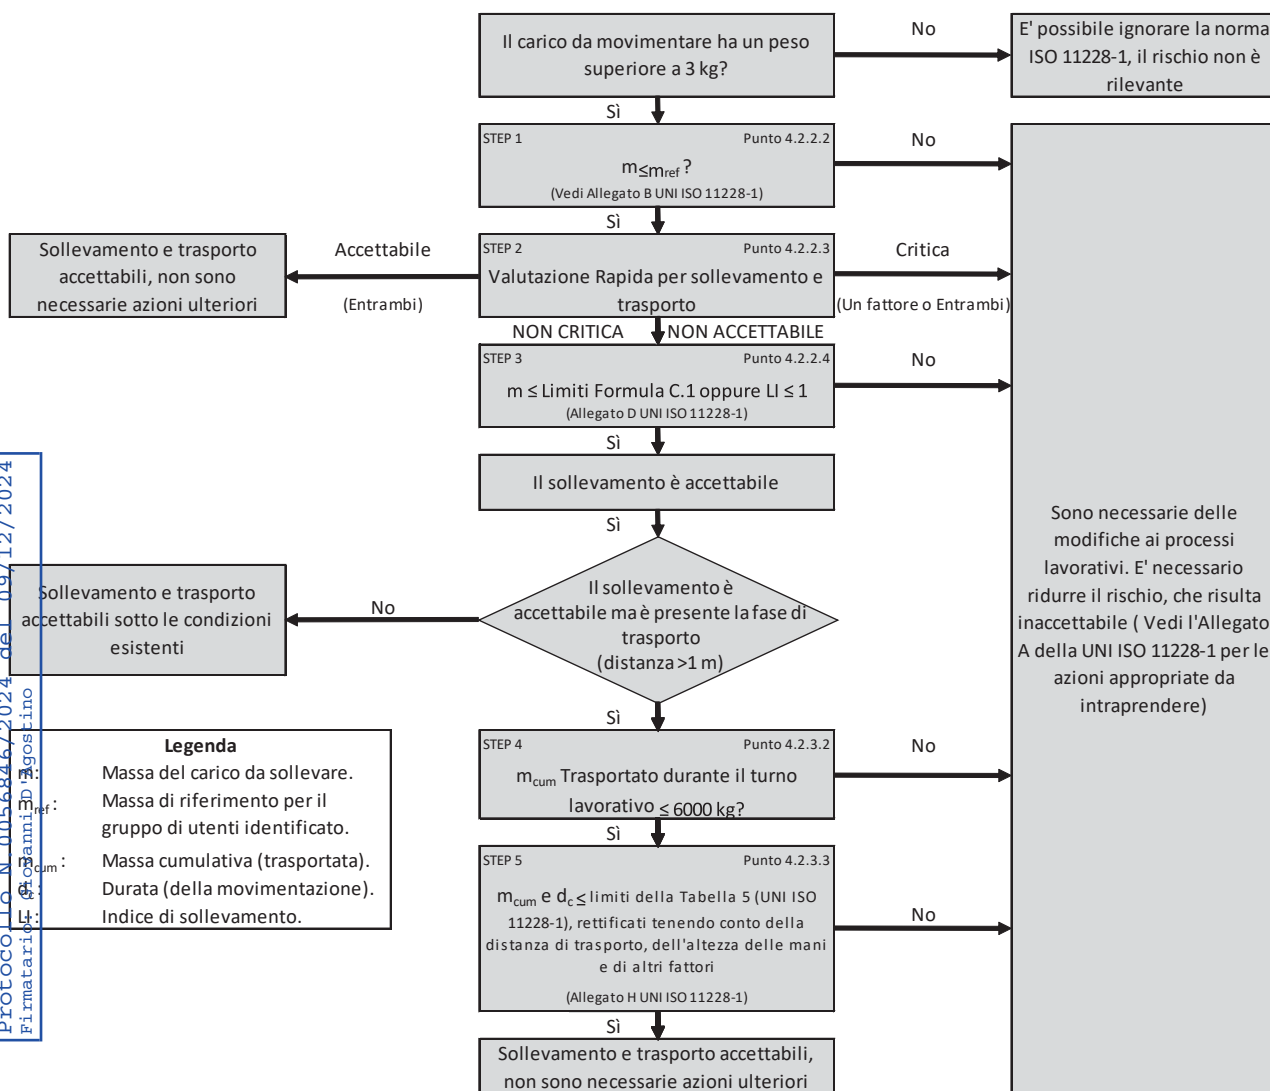 Il carico da movimentare ha un peso
superiore a 3 kg?
No
E' possibile ignorare la norma
ISO 11228-1, il rischio non è
rilevante
Sì
STEP 1 Punto 4.2.2.2
m≤mref ?
(Vedi Allegato B UNI ISO 11228-1)
No
Sì
Sollevamento e trasporto
accettabili, non sono
necessarie azioni ulteriori
Accettabile
(Entrambi)
STEP 2 Punto 4.2.2.3
Valutazione Rapida per sollevamento e
trasporto
Critica
(Un fattore o Entrambi)
NON CRITICA NON ACCETTABILE
STEP 3 Punto 4.2.2.4
m ≤ Limiti Formula C.1 oppure LI ≤ 1
(Allegato D UNI ISO 11228-1)
No
Sì
Il sollevamento è accettabile
Sì
Il sollevamento è
accettabile ma è presente la fase di
trasporto
(distanza >1 m)
No
Sollevamento e trasporto
accettabili sotto le condizioni
esistenti
Sono necessarie delle
modifiche ai processi
lavorativi. E' necessario
ridurre il rischio, che risulta
inaccettabile ( Vedi l'Allegato
A della UNI ISO 11228-1 per le
azioni appropriate da
intraprendere)
Sì
STEP 4 Punto 4.2.3.2
mcum Trasportato durante il turno
lavorativo ≤ 6000 kg?
No
Sì
STEP 5 Punto 4.2.3.3
mcum e dc ≤ limiti della Tabella 5 (UNI ISO
11228-1), rettificati tenendo conto della
distanza di trasporto, dell'altezza delle mani
e di altri fattori
(Allegato H UNI ISO 11228-1)
No
Sì
Sollevamento e trasporto accettabili,
non sono necessarie azioni ulteriori
Legenda
m: Massa del carico da sollevare.
mref : Massa di riferimento per il
gruppo di utenti identificato.
mcum : Massa cumulativa (trasportata).
dc : Durata (della movimentazione).
LI : Indice di sollevamento.
Protocollo N.0056846/2024 del 09/12/2024
Firmatario: Giovanni D'Agostino